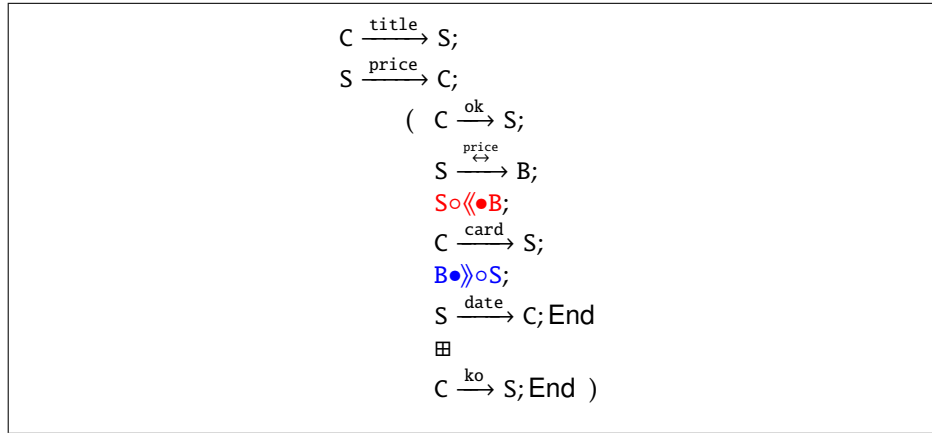 C —title→ S;
S —price→ C;
( C —ok→ S;
S —price ↔→ B;
S∘⟪•B;
C —card→ S;
B•⟫∘S;
S —date→ C; End
⊞
C —ko→ S; End )